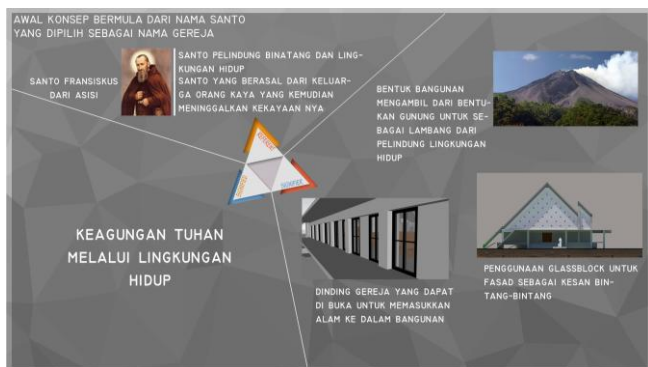 AWAL KONSEP BERMULA DARI NAMA SANTO
YANG DIPILIH SEBAGAI NAMA GEREJA
SANTO FRANSISKUS
DARI ASISI
SANTO PELINDUNG BINATANG DAN LING-
KUNGAN HIDUP
SANTO YANG BERASAL DARI KELUAR-
GA ORANG KAYA YANG KEMUDIAN
MENINGGALKAN KEKAYAAN NYA
BENTUK BANGUNAN
MENGAMBIL DARI BENTU-
KAN GUNUNG UNTUK SE-
BAGAI LAMBANG DARI
PELINDUNG LINGKUNGAN
HIDUP
KEAGUNGAN TUHAN
MELALUI LINGKUNGAN
HIDUP
DINDING GEREJA YANG DAPAT
DI BUKA UNTUK MEMASUKKAN
ALAM KE DALAM BANGUNAN
PENGGUNAAN GLASSBLOCK UNTUK
FASAD SEBAGAI KESAN BIN-
TANG-BINTANG